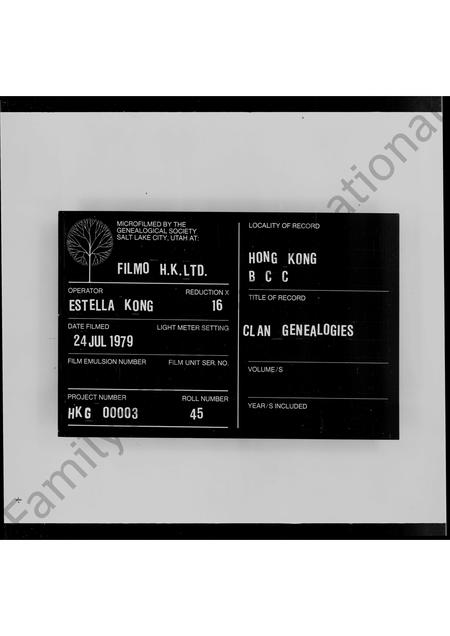 MICROFILMED BY THE
GENEALOGICAL SOCIETY
SALT LAKE CITY, UTAH AT:
FILMO H.K.LTD.
OPERATOR REDUCTION X
ESTELLA KONG 16
DATE FILMED LIGHT METER SETTING
24 JUL 1979
FILM EMULSION NUMBER FILM UNIT SER. NO.
PROJECT NUMBER ROLL NUMBER
HKG 00003 45
LOCALITY OF RECORD
HONG KONG
B C C
TITLE OF RECORD
CLAN GENEALOGIES
VOLUME/S
YEAR/S INCLUDED
Family